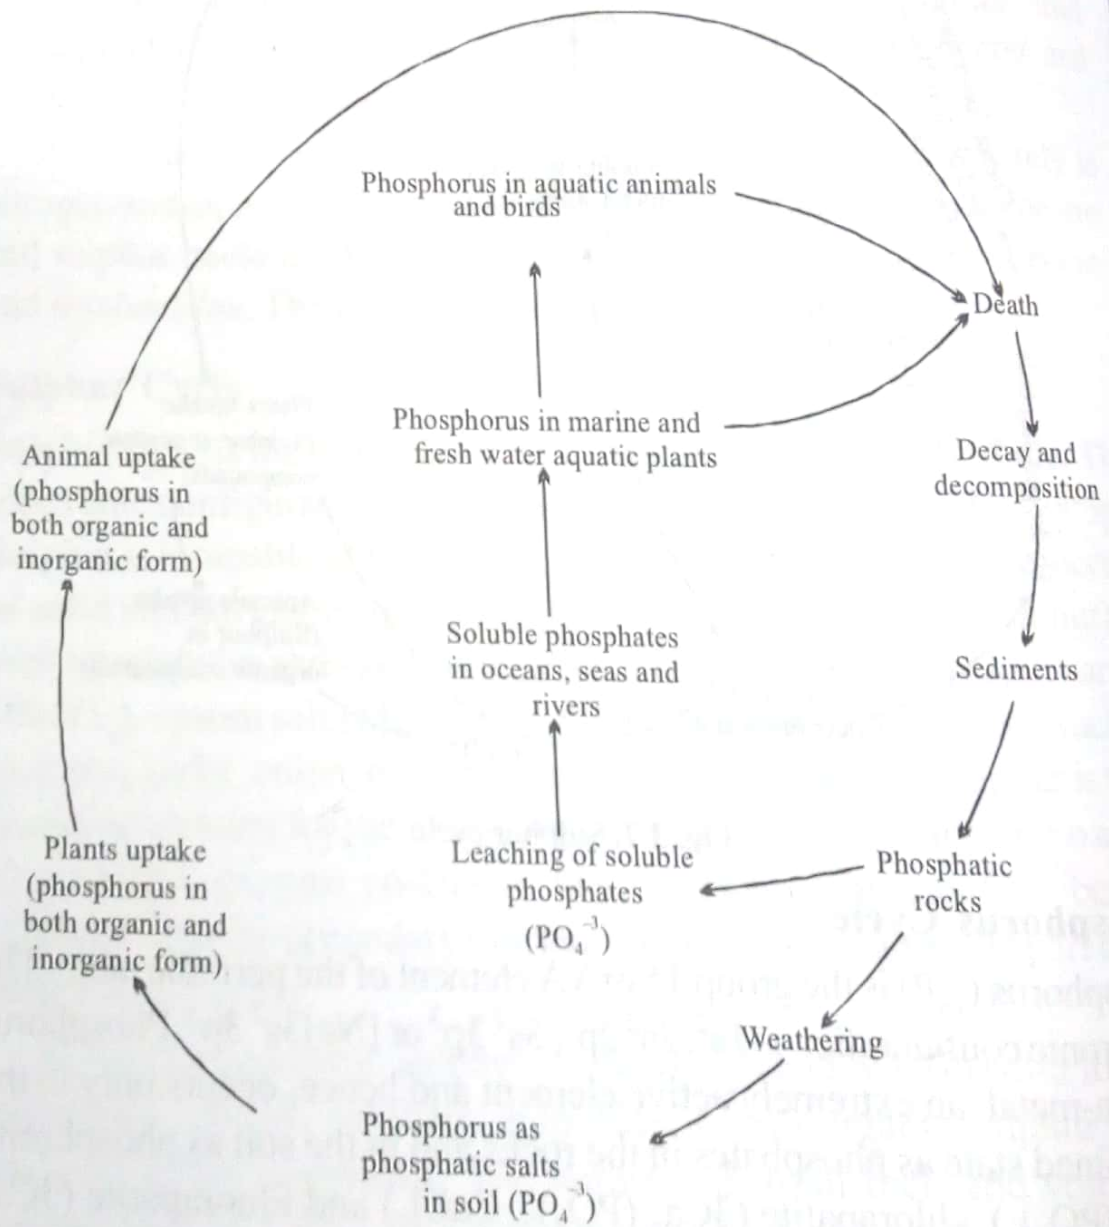 Phosphorus in aquatic animals
and birds
Death
Phosphorus in marine and
fresh water aquatic plants
Animal uptake
(phosphorus in
both organic and
inorganic form)
Decay and
decomposition
Soluble phosphates
in oceans, seas and
rivers
Sediments
Plants uptake
(phosphorus in
both organic and
inorganic form)
Leaching of soluble
phosphates
(PO₄⁻³)
Phosphatic
rocks
Weathering
Phosphorus as
phosphatic salts
in soil (PO₄⁻³)